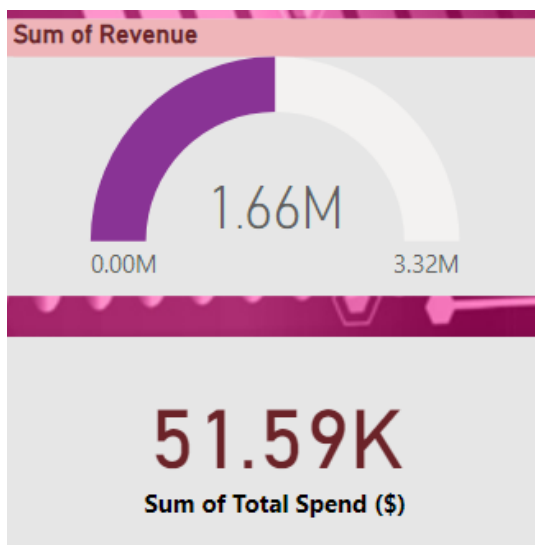 Sum of Revenue
1.66M
0.00M 3.32M
51.59K
Sum of Total Spend ($)